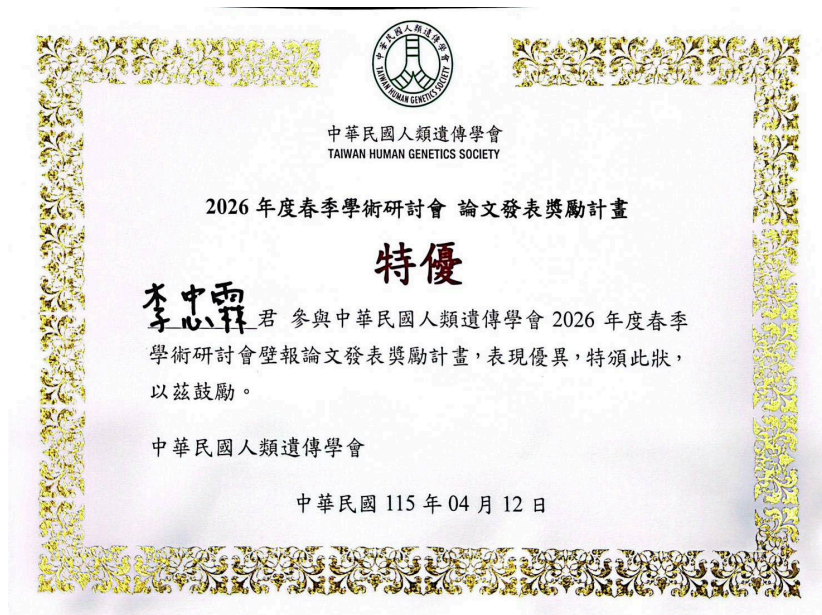 中華民國人類遺傳學會
TAIWAN HUMAN GENETICS SOCIETY
中華民國人類遺傳學會
TAIWAN HUMAN GENETICS SOCIETY
2026 年度春季學術研討會 論文發表獎勵計畫
特優
李忠霖 君 參與中華民國人類遺傳學會 2026 年度春季
學術研討會壁報論文發表獎勵計畫，表現優異，特頒此狀，
以茲鼓勵。
中華民國人類遺傳學會
中華民國 115 年 04 月 12 日